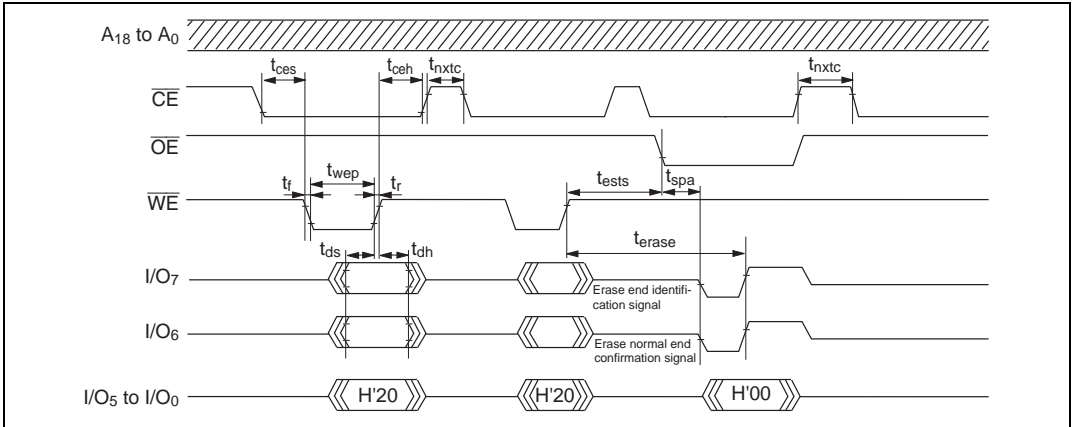 A18 to A0
tces tceh tnxtc tnxtc
CE
OE
twep tests tspa
tf tr
WE
tds tdh terase
I/O7
Erase end identifi-
cation signal
I/O6
Erase normal end
confirmation signal
I/O5 to I/O0 H'20 H'20 H'00